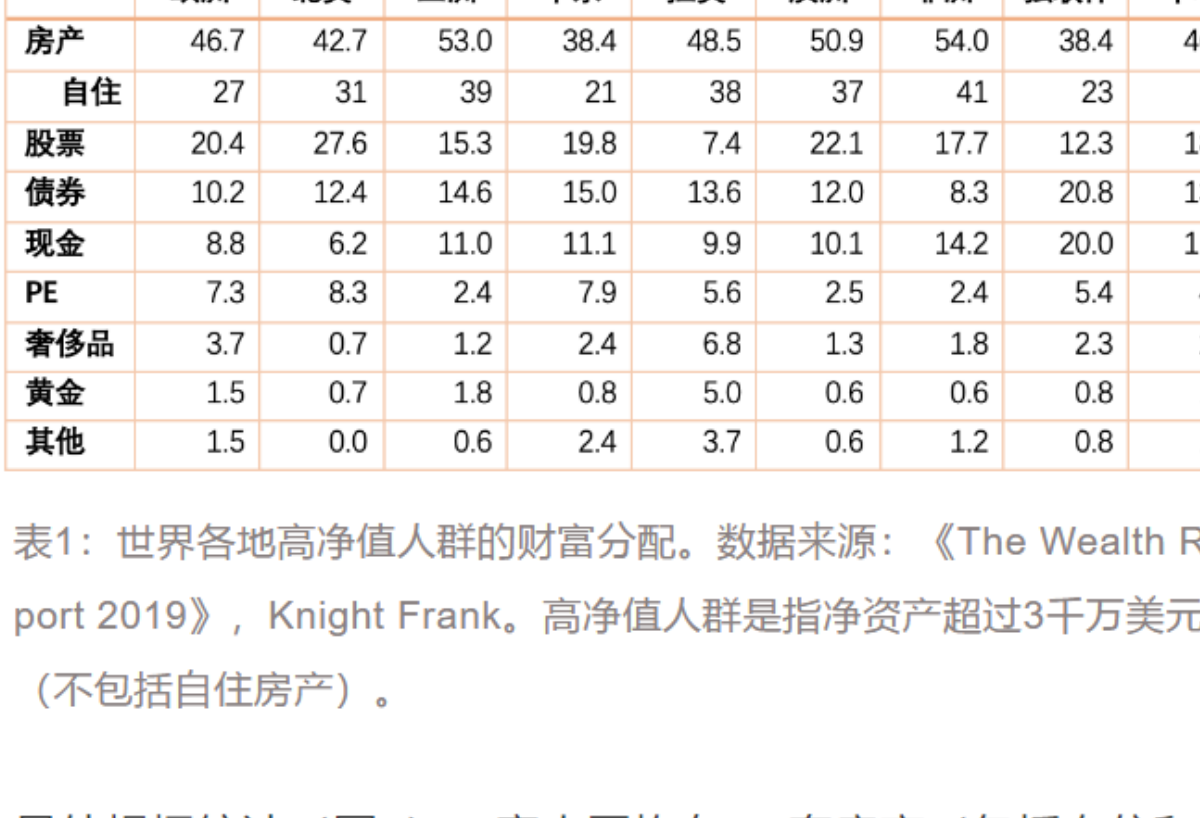 房产 46.7 42.7 53.0 38.4 48.5 50.9 54.0 38.4
自住 27 31 39 21 38 37 41 23
股票 20.4 27.6 15.3 19.8 7.4 22.1 17.7 12.3
债券 10.2 12.4 14.6 15.0 13.6 12.0 8.3 20.8
现金 8.8 6.2 11.0 11.1 9.9 10.1 14.2 20.0
PE 7.3 8.3 2.4 7.9 5.6 2.5 2.4 5.4
奢侈品 3.7 0.7 1.2 2.4 6.8 1.3 1.8 2.3
黄金 1.5 0.7 1.8 0.8 5.0 0.6 0.6 0.8
其他 1.5 0.0 0.6 2.4 3.7 0.6 1.2 0.8
表1：世界各地高净值人群的财富分配。数据来源：《The Wealth R
port 2019》，Knight Frank。高净值人群是指净资产超过3千万美元
（不包括自住房产）。